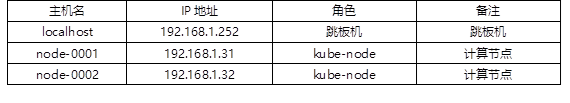 主机名 IP 地址 角色 备注
localhost 192.168.1.252 跳板机 跳板机
node-0001 192.168.1.31 kube-node 计算节点
node-0002 192.168.1.32 kube-node 计算节点